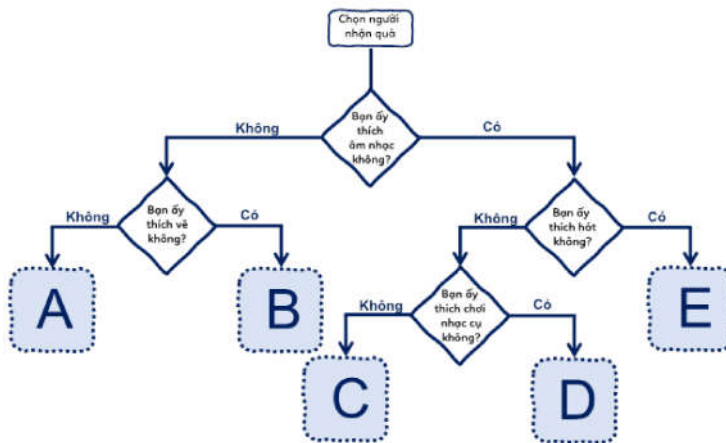 Chọn người
nhận quà
Bạn ấy
thích
âm nhạc
không?
Không
Có
Bạn ấy
thích vẽ
không?
Không
Có
Bạn ấy
thích hót
không?
Không
Có
A
B
Bạn ấy
thích chơi
nhạc cụ
không?
Không
Có
E
C
D